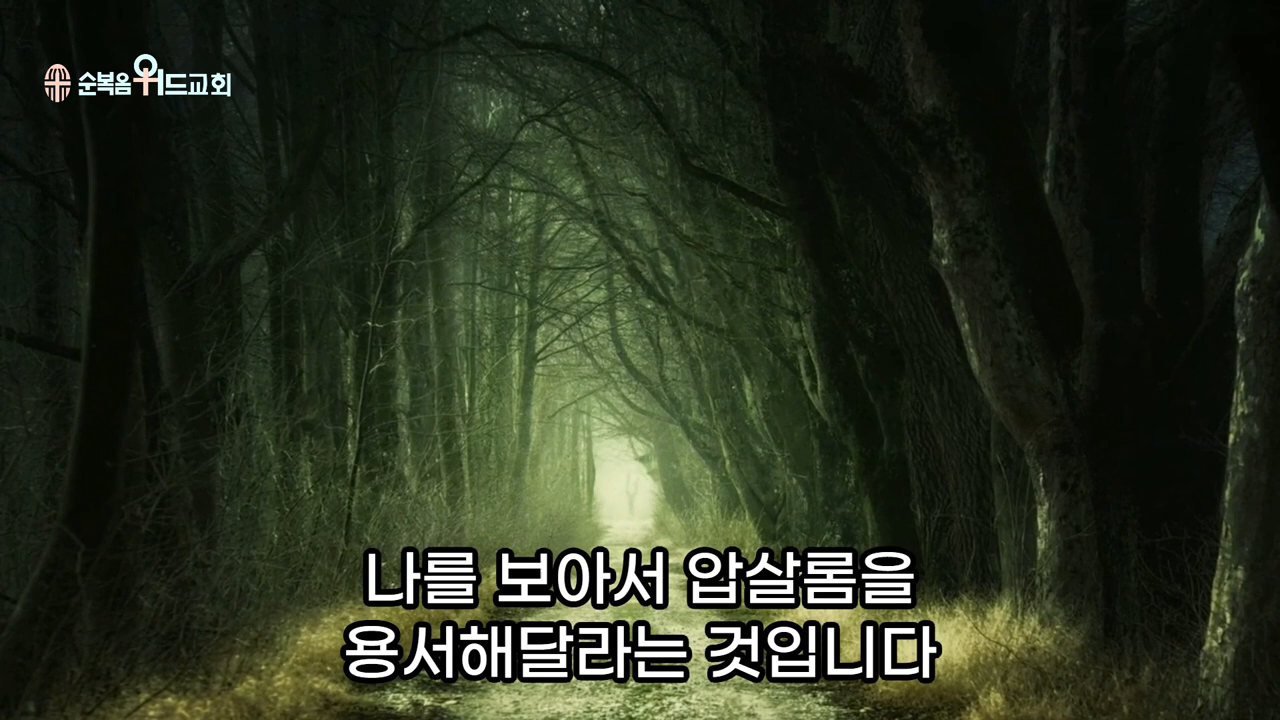 순복음위드교회
나를 보아서 압살롬을
용서해달라는 것입니다